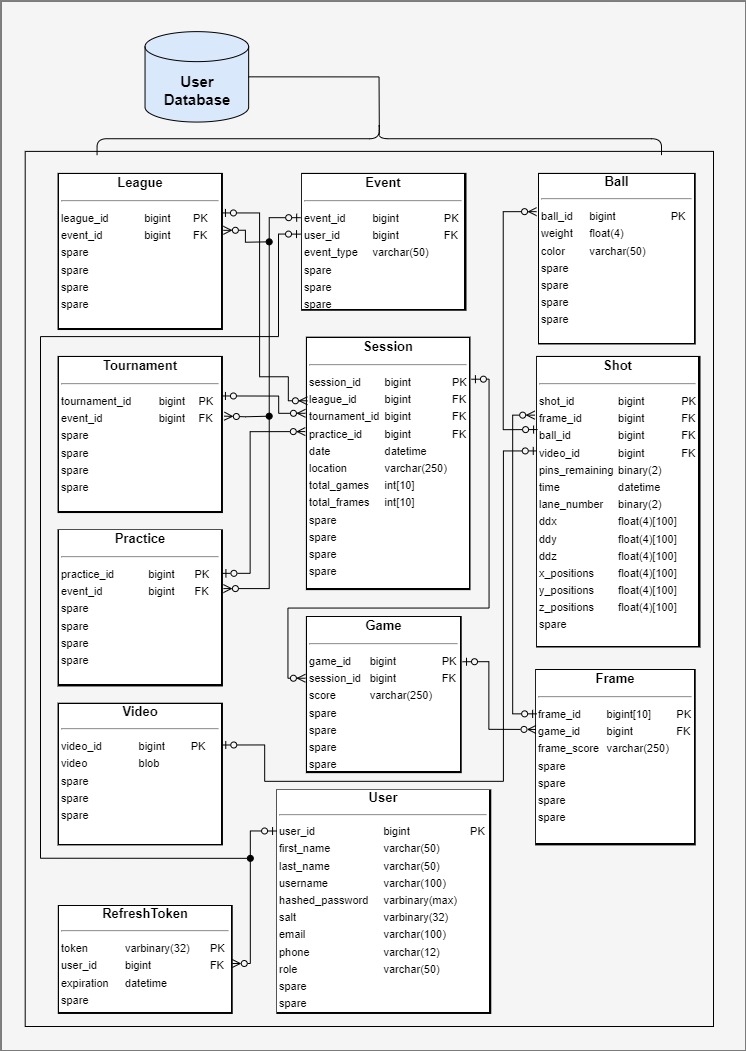 User
Database
League
league_id bigint PK
event_id bigint FK
spare
spare
spare
spare
Event
event_id bigint PK
user_id bigint FK
event_type varchar(50)
spare
spare
spare
Ball
ball_id bigint PK
weight float(4)
color varchar(50)
spare
spare
spare
spare
Tournament
tournament_id bigint PK
event_id bigint FK
spare
spare
spare
spare
Session
session_id bigint PK
league_id bigint FK
tournament_id bigint FK
practice_id bigint FK
date datetime
location varchar(250)
total_games int[10]
total_frames int[10]
spare
spare
spare
spare
Shot
shot_id bigint PK
frame_id bigint FK
ball_id bigint FK
video_id bigint FK
pins_remaining binary(2)
time datetime
lane_number binary(2)
ddx float(4)[100]
ddy float(4)[100]
ddz float(4)[100]
x_positions float(4)[100]
y_positions float(4)[100]
z_positions float(4)[100]
spare
Practice
practice_id bigint PK
event_id bigint FK
spare
spare
spare
spare
Game
game_id bigint PK
session_id bigint FK
score varchar(250)
spare
spare
spare
spare
Frame
frame_id bigint[10] PK
game_id bigint FK
frame_score varchar(250)
spare
spare
spare
spare
Video
video_id bigint PK
video blob
spare
spare
spare
User
user_id bigint PK
first_name varchar(50)
last_name varchar(50)
username varchar(100)
hashed_password varbinary(max)
salt varbinary(32)
email varchar(100)
phone varchar(12)
role varchar(50)
spare
spare
RefreshToken
token varbinary(32) PK
user_id bigint FK
expiration datetime
spare